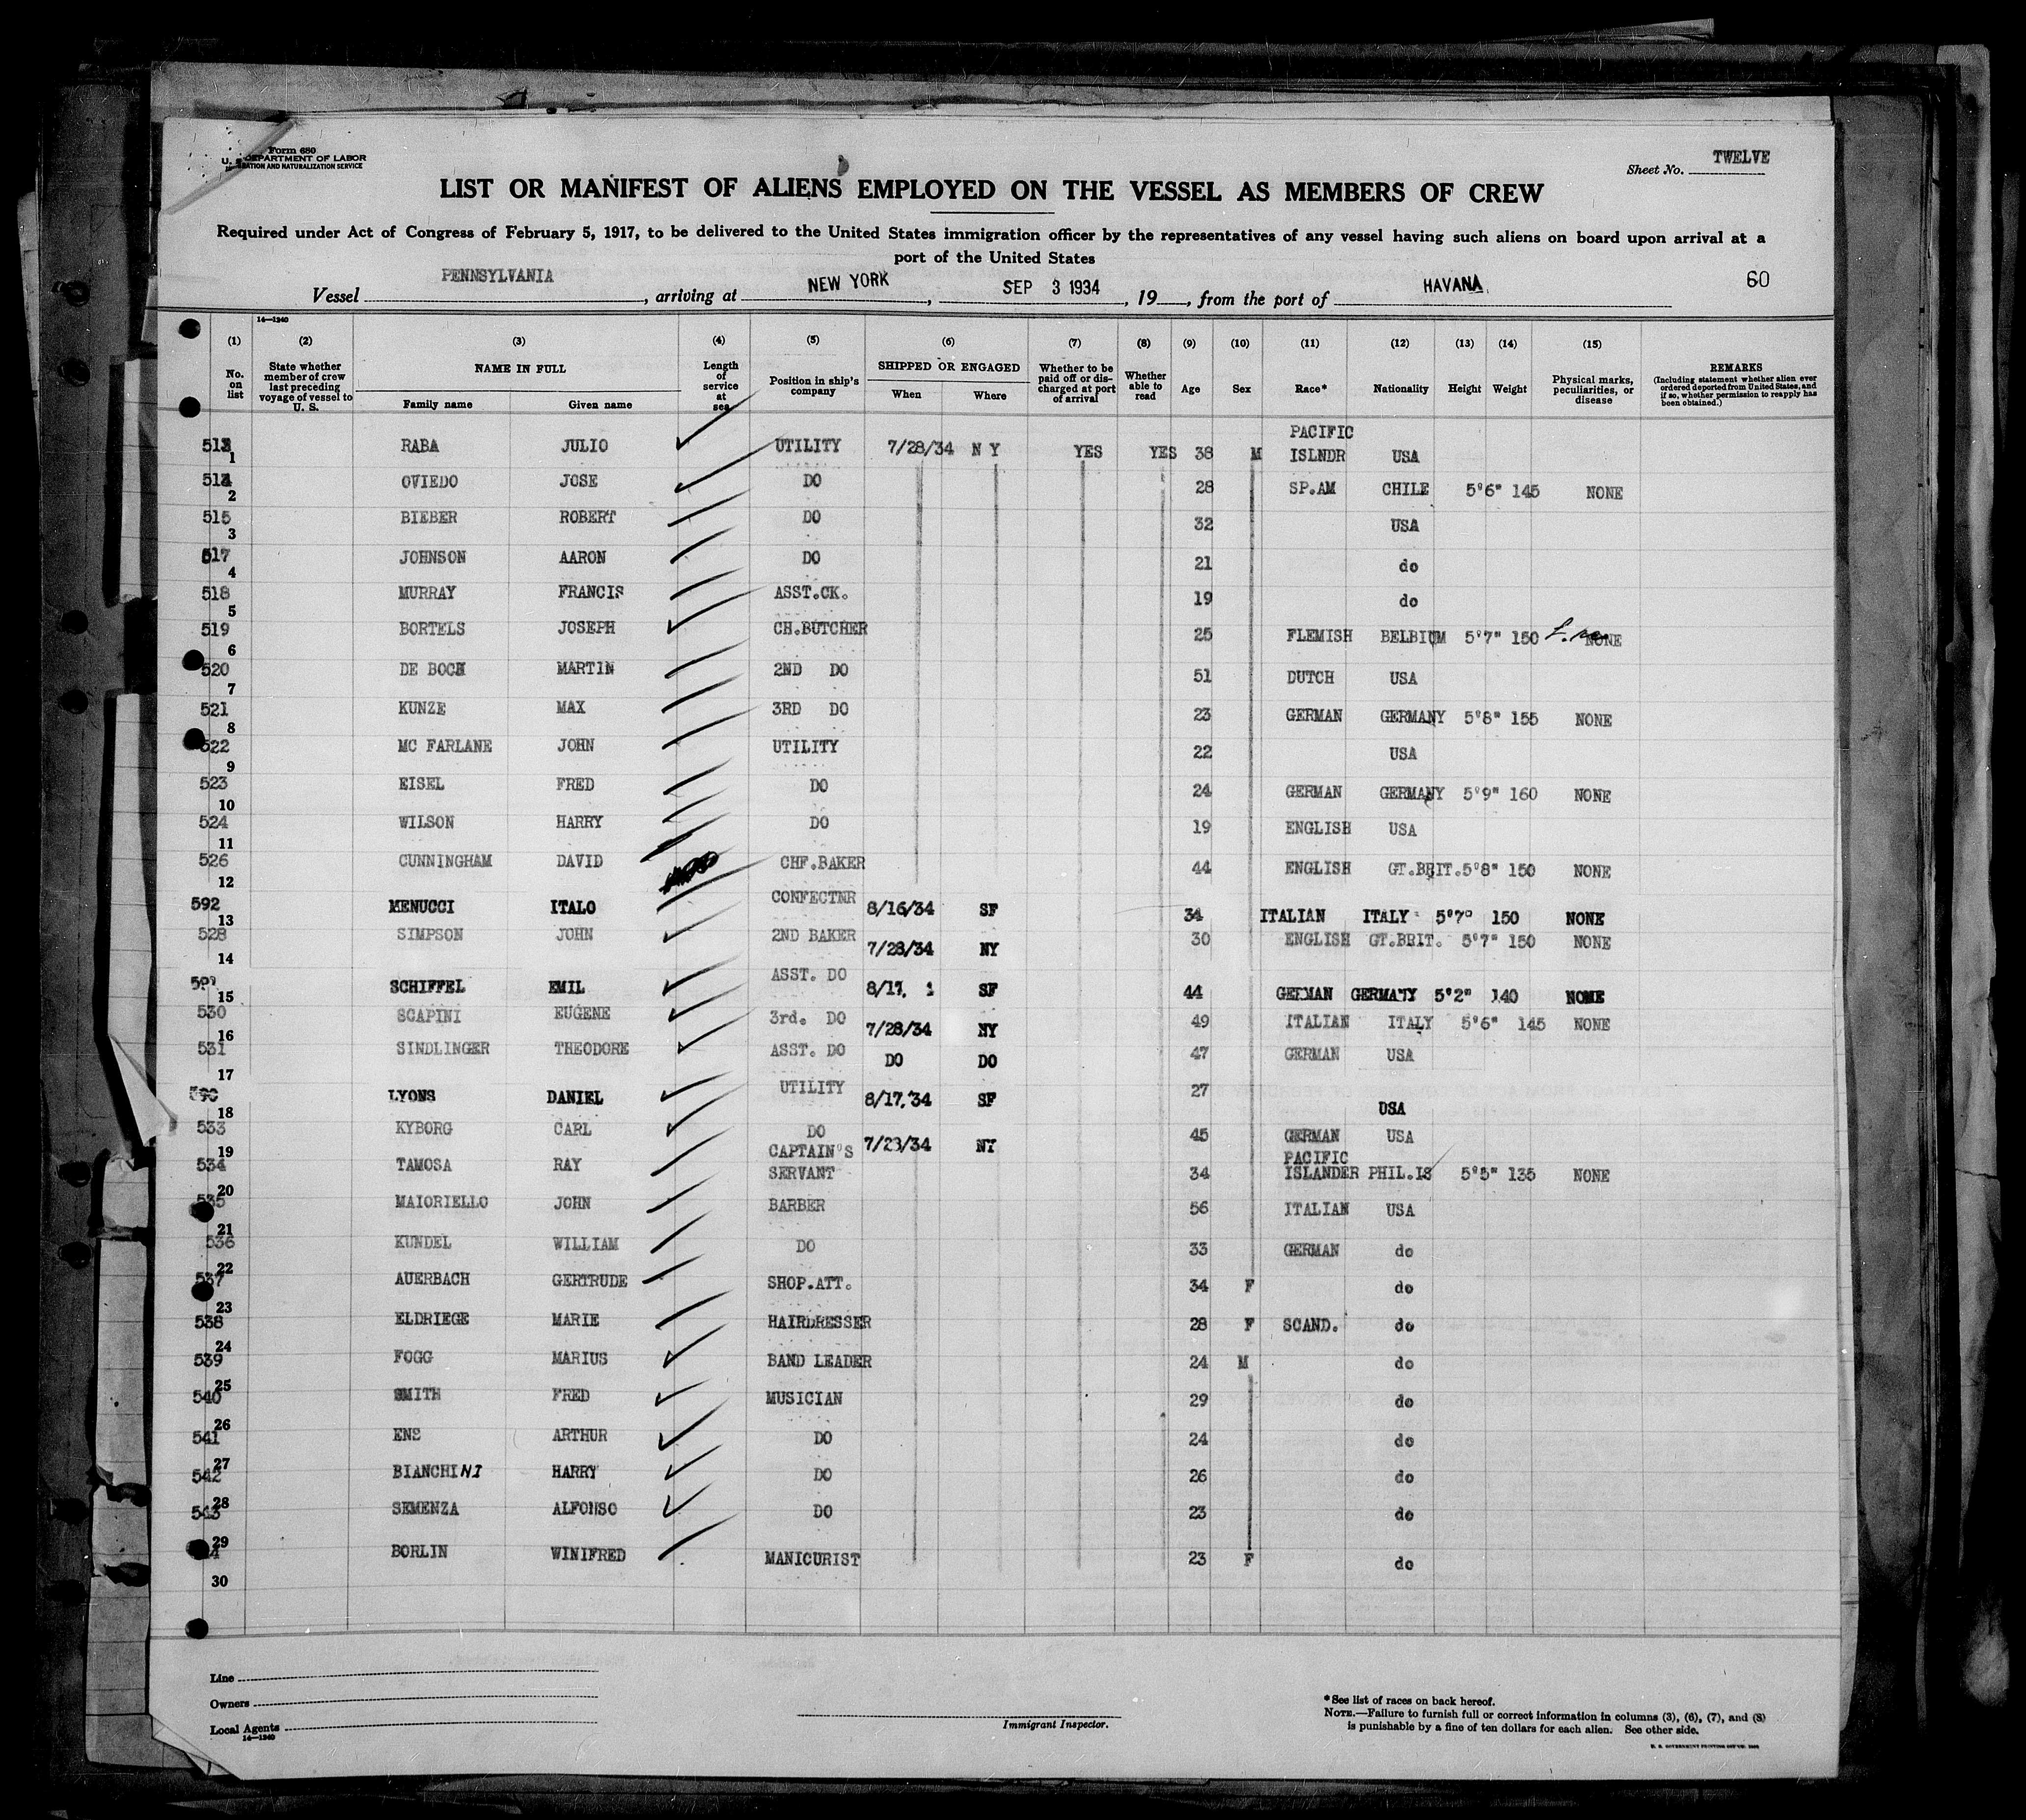 Form 680
U. S. DEPARTMENT OF LABOR
IMMIGRATION AND NATURALIZATION SERVICE
Sheet No. TWELVE
LIST OR MANIFEST OF ALIENS EMPLOYED ON THE VESSEL AS MEMBERS OF CREW
Required under Act of Congress of February 5, 1917, to be delivered to the United States immigration officer by the representatives of any vessel having such aliens on board upon arrival at a
port of the United States
Vessel PENNSYLVANIA, arriving at NEW YORK, SEP 3 1934, 19, from the port of HAVANA 60
14—1240
(1) (2) (3) (4) (5) (6) (7) (8) (9) (10) (11) (12) (13) (14) (15)
No. on list State whether member of crew last preceding voyage of vessel to U. S. NAME IN FULL Family name Given name Length of service at sea Position in ship's company SHIPPED OR ENGAGED When Where Whether to be paid off or discharged at port of arrival Whether able to read Age Sex Race* Nationality Height Weight Physical marks, peculiarities, or disease REMARKS (Including statement whether alien ever ordered deported from United States, and if so, whether permission to reapply has been obtained.)
513 1 RABA JULIO UTILITY 7/28/34 N Y YES YES 38 M PACIFIC ISLNDR USA
514 2 OVIEDO JOSE DO 28 SP.AM CHILE 5'6" 145 NONE
515 3 BIEBER ROBERT DO 32 USA
517 4 JOHNSON AARON DO 21 do
518 5 MURRAY FRANCIS ASST.CK. 19 do
519 6 BORTELS JOSEPH CH.BUTCHER 25 FLEMISH BELBIUM 5'7" 150 NONE
520 7 DE BOCK MARTIN 2ND DO 51 DUTCH USA
521 8 KUNZE MAX 3RD DO 23 GERMAN GERMANY 5'8" 155 NONE
522 9 MC FARLANE JOHN UTILITY 22 USA
523 10 EISEL FRED DO 24 GERMAN GERMANY 5'9" 160 NONE
524 11 WILSON HARRY DO 19 ENGLISH USA
526 12 CUNNINGHAM DAVID CHF.BAKER 44 ENGLISH GT.BRIT. 5'8" 150 NONE
592 13 MENUCCI ITALO CONFECTNR 8/16/34 SF 34 ITALIAN ITALY 5'7" 150 NONE
528 14 SIMPSON JOHN 2ND BAKER 7/28/34 NY 30 ENGLISH GT.BRIT. 5'7" 150 NONE
15 SCHIFFEL EMIL ASST. DO 8/17, SF 44 GERMAN GERMANY 5'2" 140 NONE
530 16 SCAPINI EUGENE 3rd. DO 7/28/34 NY 49 ITALIAN ITALY 5'6" 145 NONE
531 17 SINDLINGER THEODORE ASST. DO DO DO 47 GERMAN USA
590 18 LYONS DANIEL UTILITY 8/17/34 SF 27 USA
533 19 KYBORG CARL DO 7/28/34 NY 45 GERMAN USA
534 20 TAMOSA RAY CAPTAIN'S SERVANT 34 PACIFIC ISLANDER PHIL.IS 5'5" 135 NONE
535 21 MAIORIELLO JOHN BARBER 56 ITALIAN USA
536 22 KUNDEL WILLIAM DO 33 GERMAN do
537 23 AUERBACH GERTRUDE SHOP.ATT. 34 F do
538 24 ELDRIEGE MARIE HAIRDRESSER 28 F SCAND. do
539 25 FOGG MARIUS BAND LEADER 24 M do
540 26 SMITH FRED MUSICIAN 29 do
541 27 ENS ARTHUR DO 24 do
542 28 BIANCHINI HARRY DO 26 do
543 29 SEMENZA ALFONSO DO 23 do
30 BORLIN WINIFRED MANICURIST 23 F do
Line
Owners
Local Agents
14—1240
Immigrant Inspector.
*See list of races on back hereof.
NOTE.—Failure to furnish full or correct information in columns (3), (6), (7), and (8)
is punishable by a fine of ten dollars for each alien. See other side.